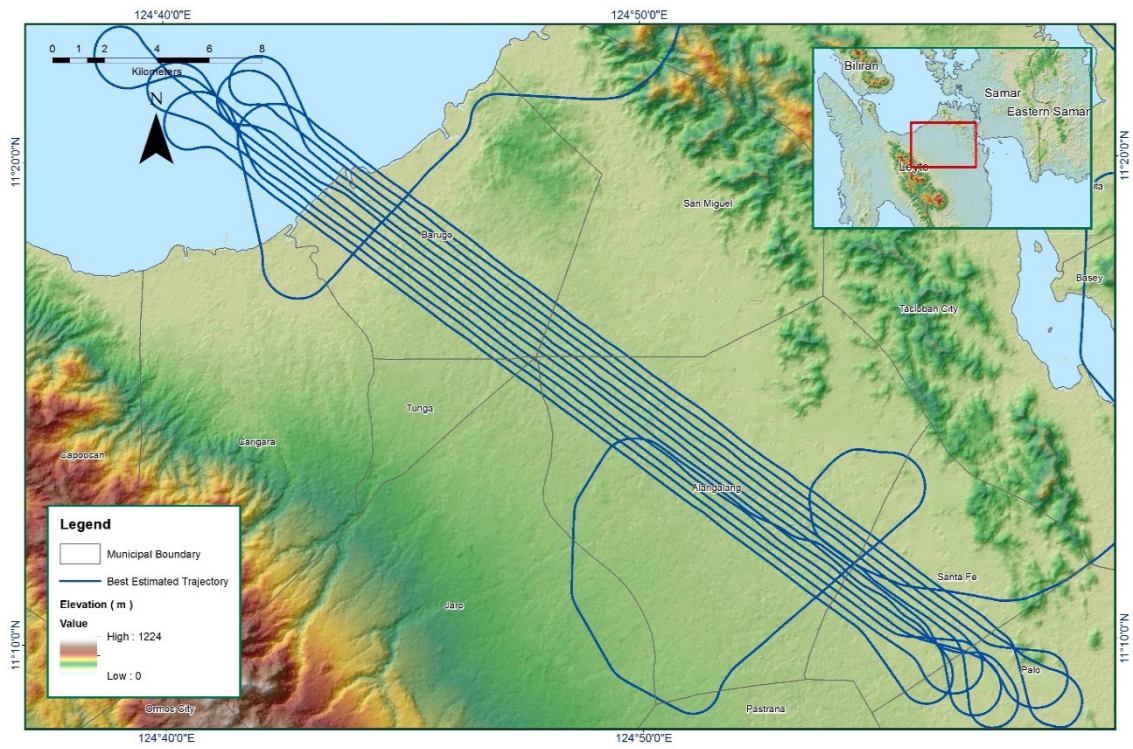 124°40'0"E
124°50'0"E
0 1 2 4 6 8
Kilometers
N
11°20'0"N
11°20'0"N
Biliran
Samar
Eastern Samar
Leyte
San Miguel
Barugo
Basey
Tacloban City
Tunga
Carigara
Capoocan
Alangalang
Santa Fe
Jaro
Palo
Pastrana
Ormoc City
Legend
Municipal Boundary
Best Estimated Trajectory
Elevation ( m )
Value
High : 1224
Low : 0
11°10'0"N
11°10'0"N
124°40'0"E
124°50'0"E